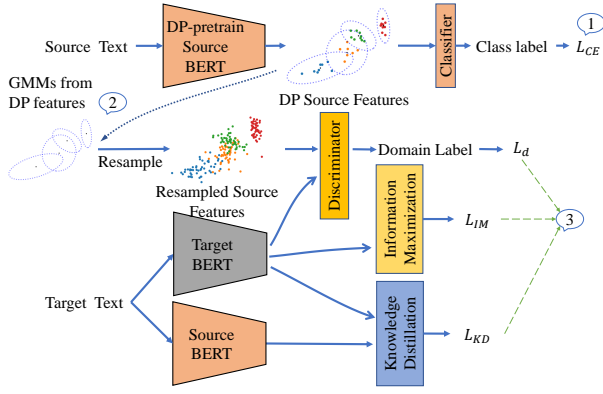 Source Text
DP-pretrain
Source
BERT
Classifier
Class label
L_CE
1
GMMs from
DP features
2
DP Source Features
Resample
Resampled Source
Features
Discriminator
Domain Label
L_d
3
Target
BERT
Information
Maximization
L_IM
Target Text
Source
BERT
Knowledge
Distillation
L_KD